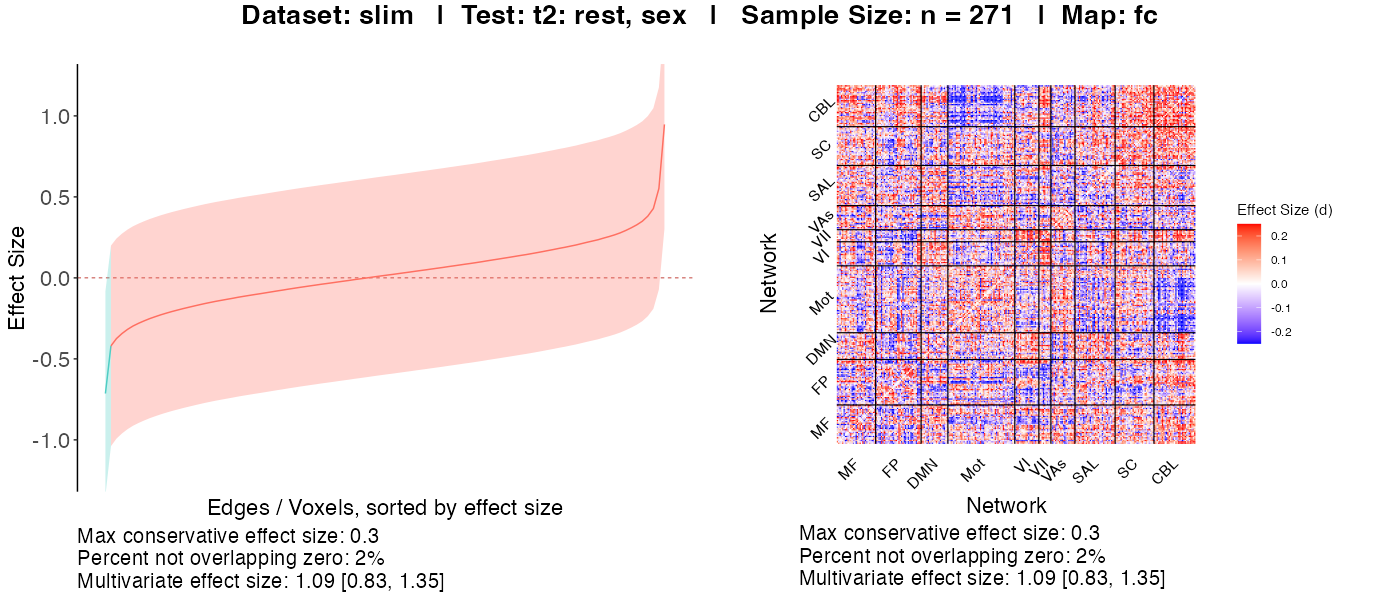 Dataset: slim | Test: t2: rest, sex | Sample Size: n = 271 | Map: fc
Effect Size
1.0
0.5
0.0
-0.5
-1.0
Edges / Voxels, sorted by effect size
Max conservative effect size: 0.3
Percent not overlapping zero: 2%
Multivariate effect size: 1.09 [0.83, 1.35]
Network
CBL
SC
SAL
VAs
VII
VI
Mot
DMN
FP
MF
MF
FP
DMN
Mot
VI
VII
VAs
SAL
SC
CBL
Network
Max conservative effect size: 0.3
Percent not overlapping zero: 2%
Multivariate effect size: 1.09 [0.83, 1.35]
Effect Size (d)
0.2
0.1
0.0
-0.1
-0.2